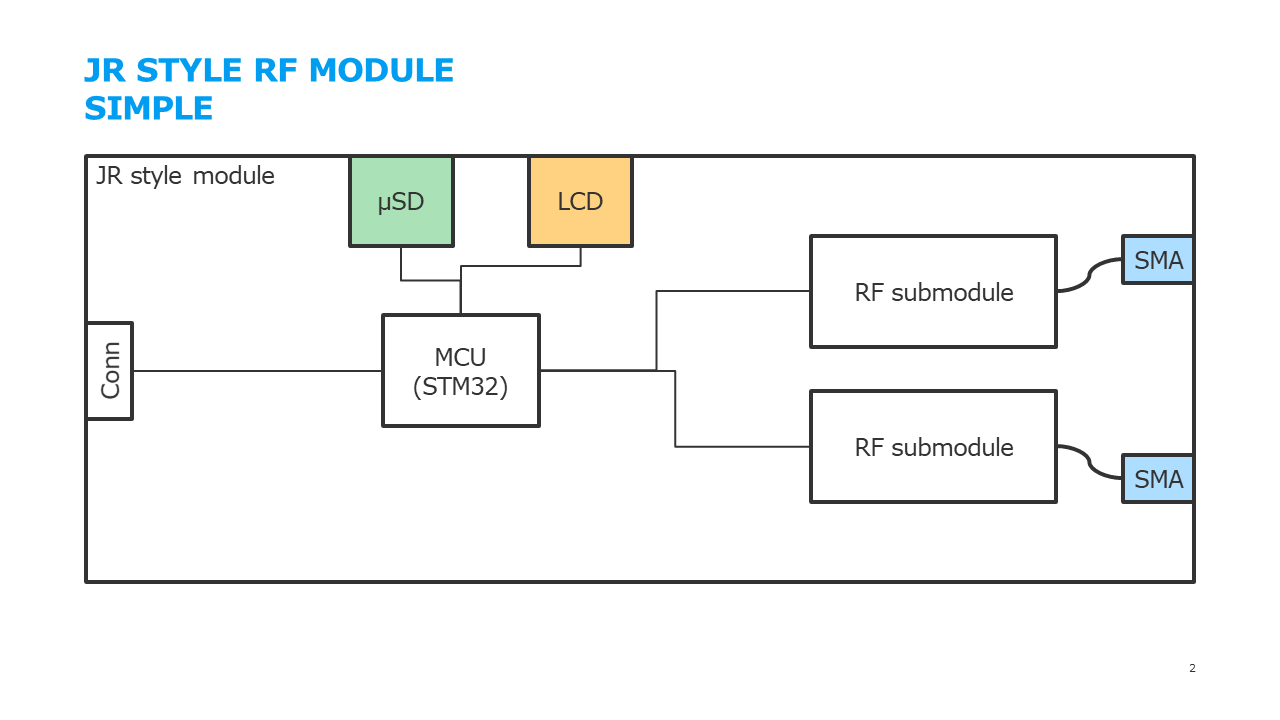 JR STYLE RF MODULE
SIMPLE
JR style module
µSD
LCD
RF submodule
SMA
Conn
MCU
(STM32)
RF submodule
SMA
2